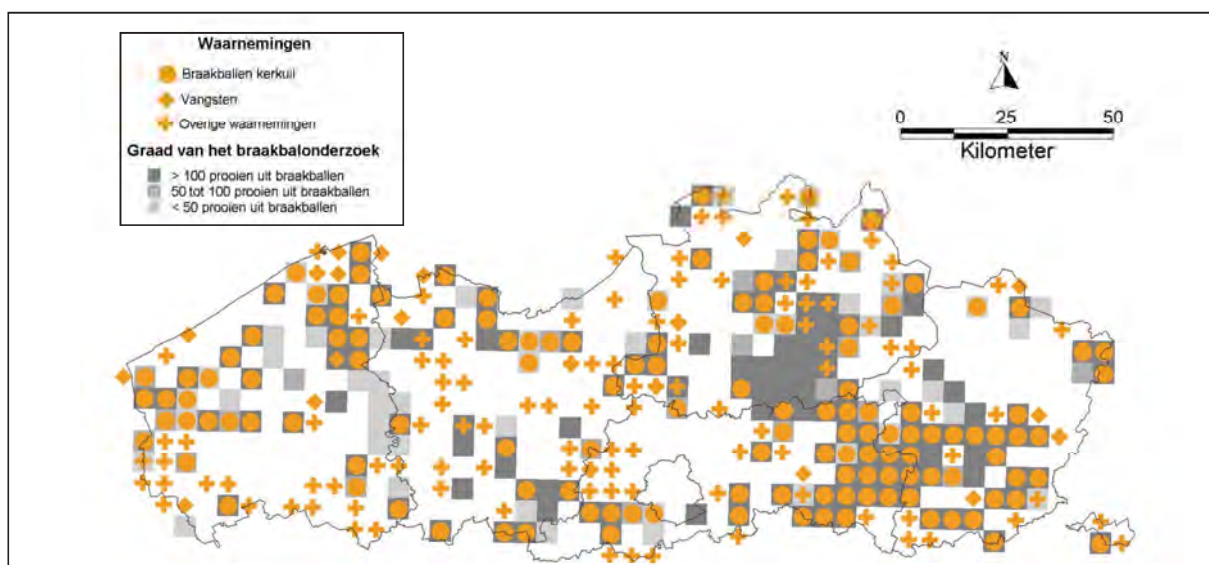 Waarnemingen
Braakballen kerkuil
Vangsten
Overige waarnemingen
Graad van het braakbalonderzoek
> 100 prooien uit braakballen
50 tot 100 prooien uit braakballen
< 50 prooien uit braakballen
N
0 25 50
Kilometer